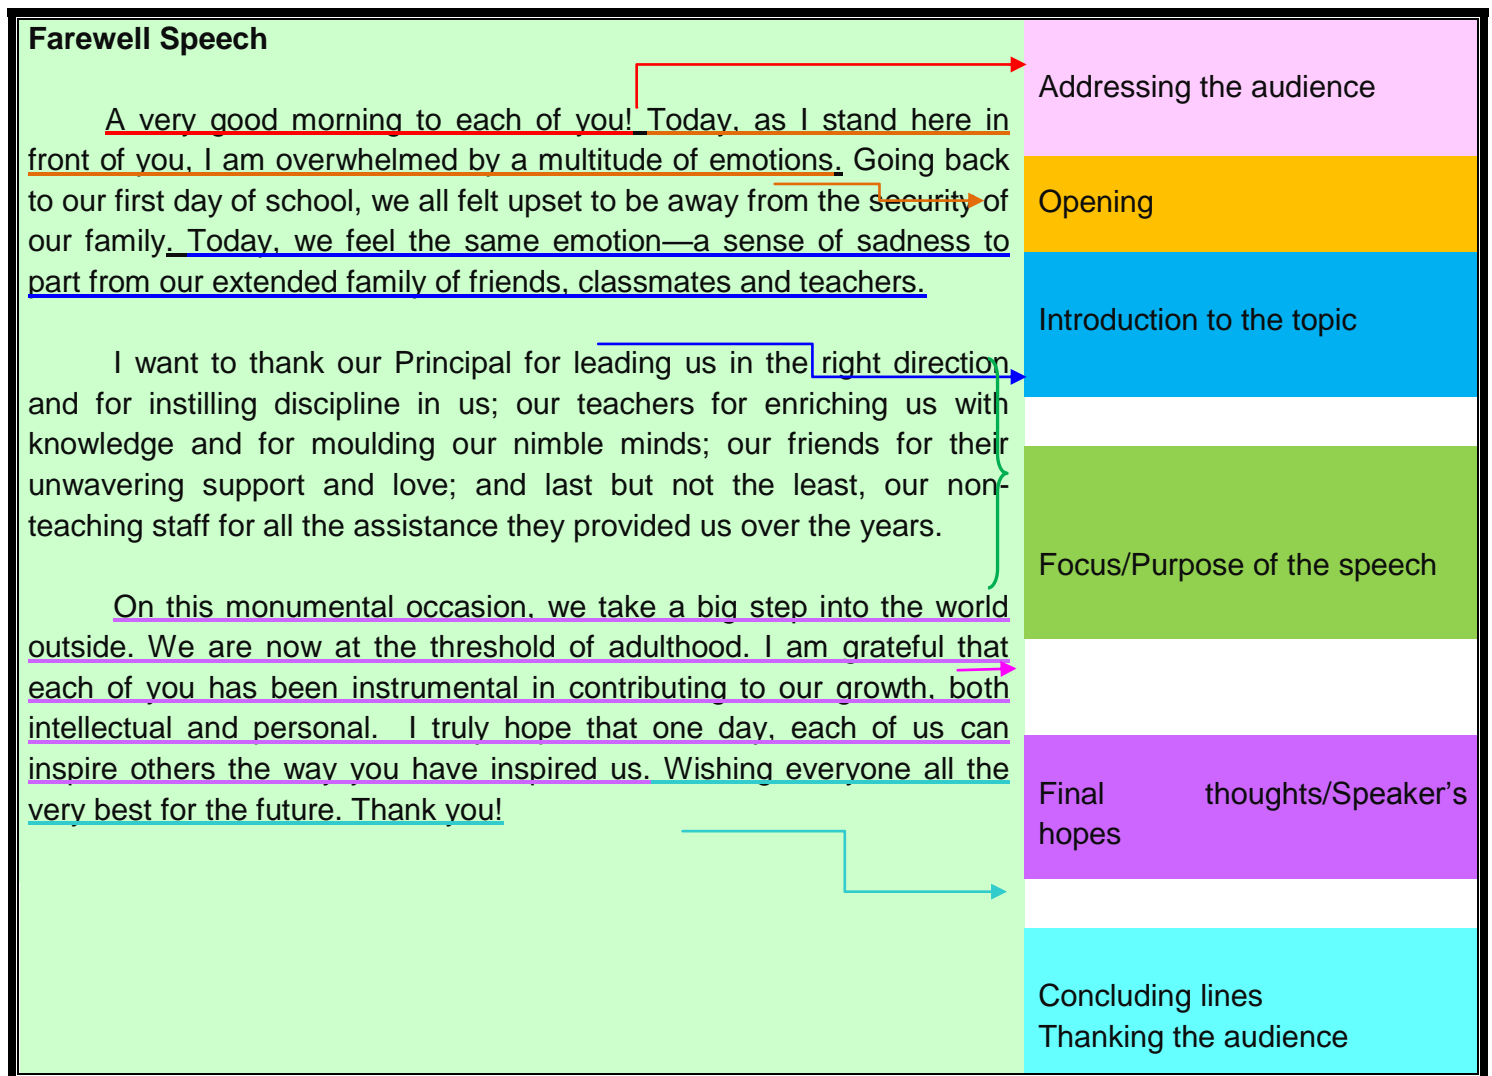 Farewell Speech
A very good morning to each of you! Today, as I stand here in
front of you, I am overwhelmed by a multitude of emotions. Going back
to our first day of school, we all felt upset to be away from the security of
our family. Today, we feel the same emotion—a sense of sadness to
part from our extended family of friends, classmates and teachers.
I want to thank our Principal for leading us in the right direction
and for instilling discipline in us; our teachers for enriching us with
knowledge and for moulding our nimble minds; our friends for their
unwavering support and love; and last but not the least, our non-
teaching staff for all the assistance they provided us over the years.
On this monumental occasion, we take a big step into the world
outside. We are now at the threshold of adulthood. I am grateful that
each of you has been instrumental in contributing to our growth, both
intellectual and personal. I truly hope that one day, each of us can
inspire others the way you have inspired us. Wishing everyone all the
very best for the future. Thank you!
Addressing the audience
Opening
Introduction to the topic
Focus/Purpose of the speech
Final thoughts/Speaker’s
hopes
Concluding lines
Thanking the audience